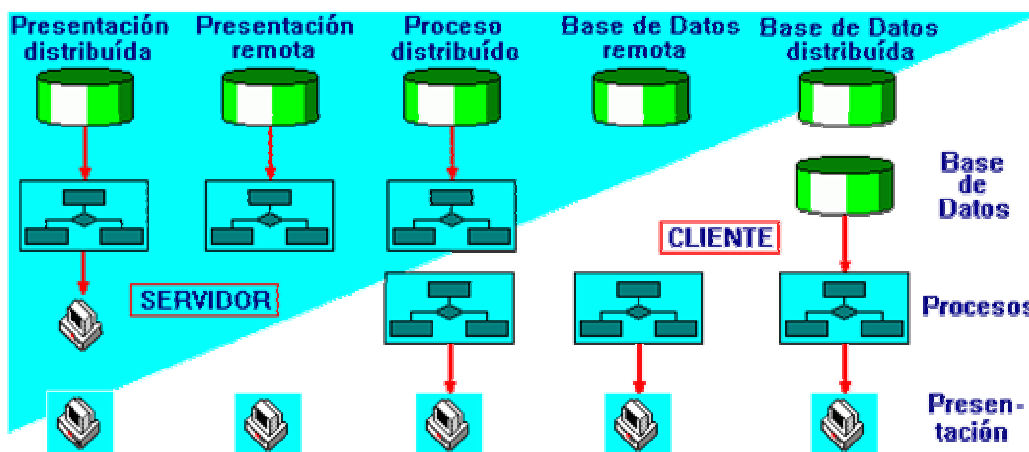 Presentación
distribuída
Presentación
remota
Proceso
distribuído
Base de Datos
remota
Base de Datos
distribuída
Base
de
Datos
CLIENTE
SERVIDOR
Procesos
Presen-
tación